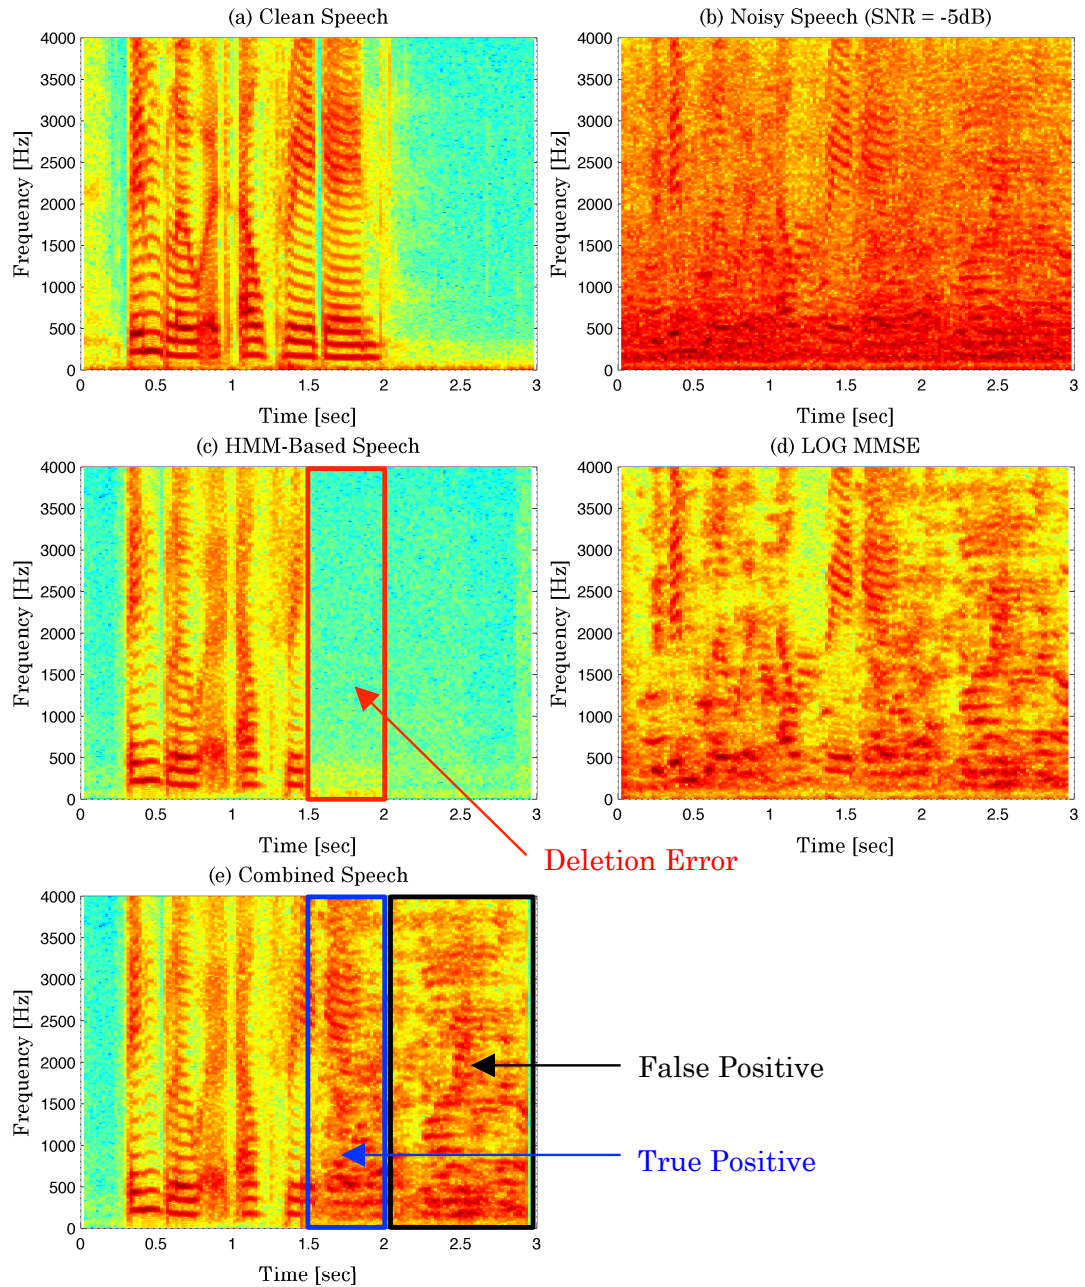 (a) Clean Speech
4000
3500
3000
2500
2000
1500
1000
500
0
Frequency [Hz]
0 0.5 1 1.5 2 2.5 3
Time [sec]
(b) Noisy Speech (SNR = -5dB)
4000
3500
3000
2500
2000
1500
1000
500
0
Frequency [Hz]
0 0.5 1 1.5 2 2.5 3
Time [sec]
(c) HMM-Based Speech
4000
3500
3000
2500
2000
1500
1000
500
0
Frequency [Hz]
0 0.5 1 1.5 2 2.5 3
Time [sec]
(d) LOG MMSE
4000
3500
3000
2500
2000
1500
1000
500
0
Frequency [Hz]
0 0.5 1 1.5 2 2.5 3
Time [sec]
Deletion Error
(e) Combined Speech
4000
3500
3000
2500
2000
1500
1000
500
0
Frequency [Hz]
0 0.5 1 1.5 2 2.5 3
Time [sec]
False Positive
True Positive